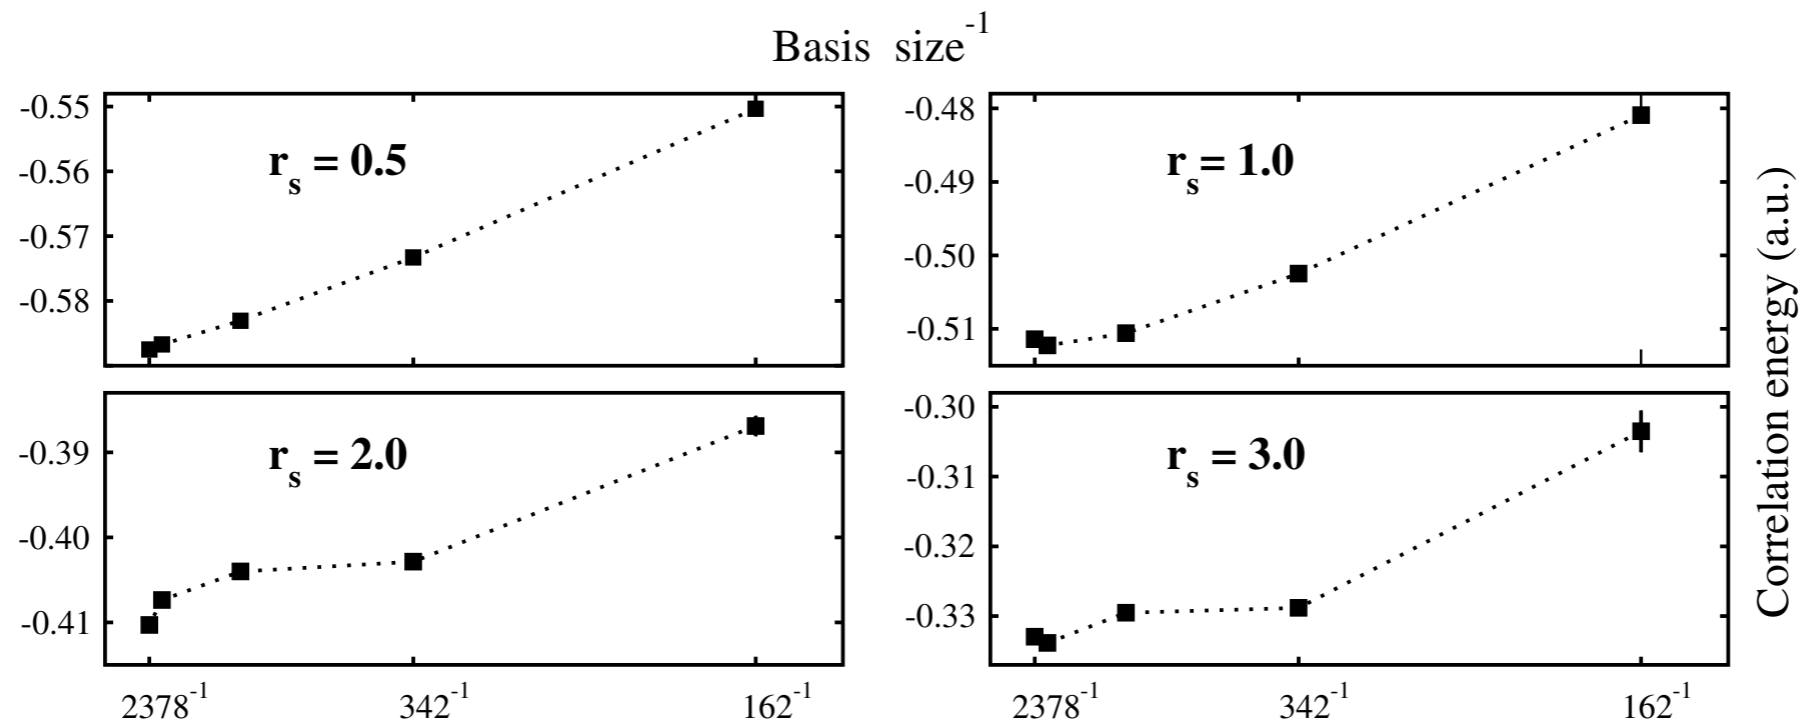 Basis size⁻¹
-0.55
-0.56
-0.57
-0.58
rₛ = 0.5
-0.48
-0.49
-0.50
-0.51
rₛ = 1.0
-0.39
-0.40
-0.41
rₛ = 2.0
-0.30
-0.31
-0.32
-0.33
rₛ = 3.0
Correlation energy (a.u.)
2378⁻¹ 342⁻¹ 162⁻¹
2378⁻¹ 342⁻¹ 162⁻¹